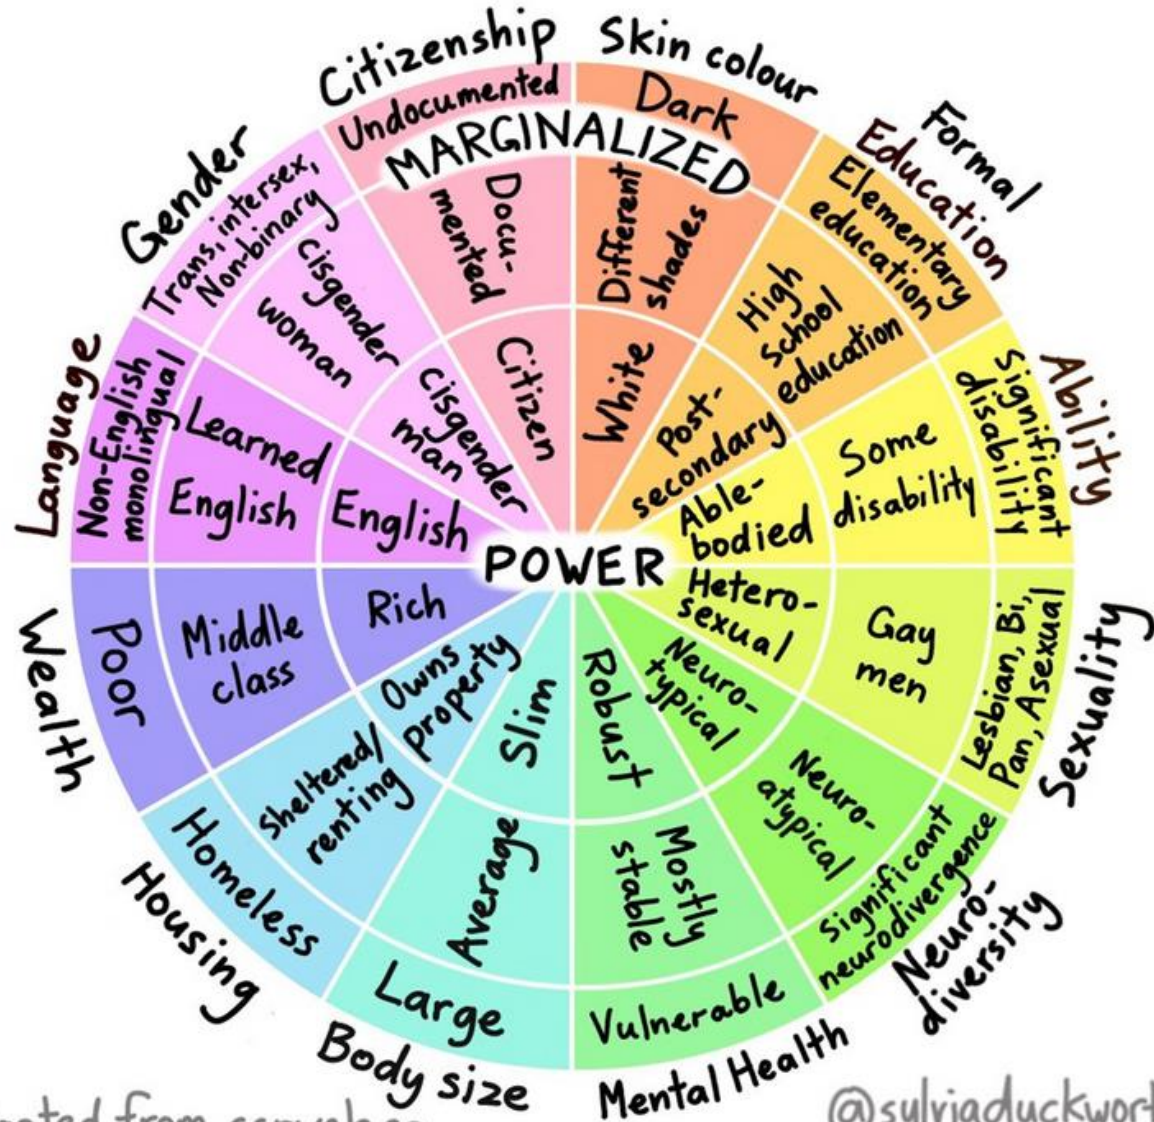 Citizenship
Undocumented
Docu-
mented
Citizen
Skin colour
Dark
Different
shades
White
Formal
Education
Elementary
education
High
School
education
Post-
secondary
Ability
Significant
disability
Some
disability
Able-
bodied
Sexuality
Lesbian, Bi,
Pan, Asexual
Gay
men
Hetero-
sexual
Neuro-
diversity
Significant
neurodivergence
Neuro-
atypical
Neuro-
typical
Mental Health
Vulnerable
Mostly
stable
Robust
Body size
Large
Average
Slim
Housing
Homeless
Sheltered/
renting
Owns
property
Wealth
Poor
Middle
class
Rich
Language
Non-English
monolingual
Learned
English
English
Gender
Trans, intersex,
Non-binary
Cisgender
woman
cisgender
man
MARGINALIZED
POWER
from
@sylviaduckwort